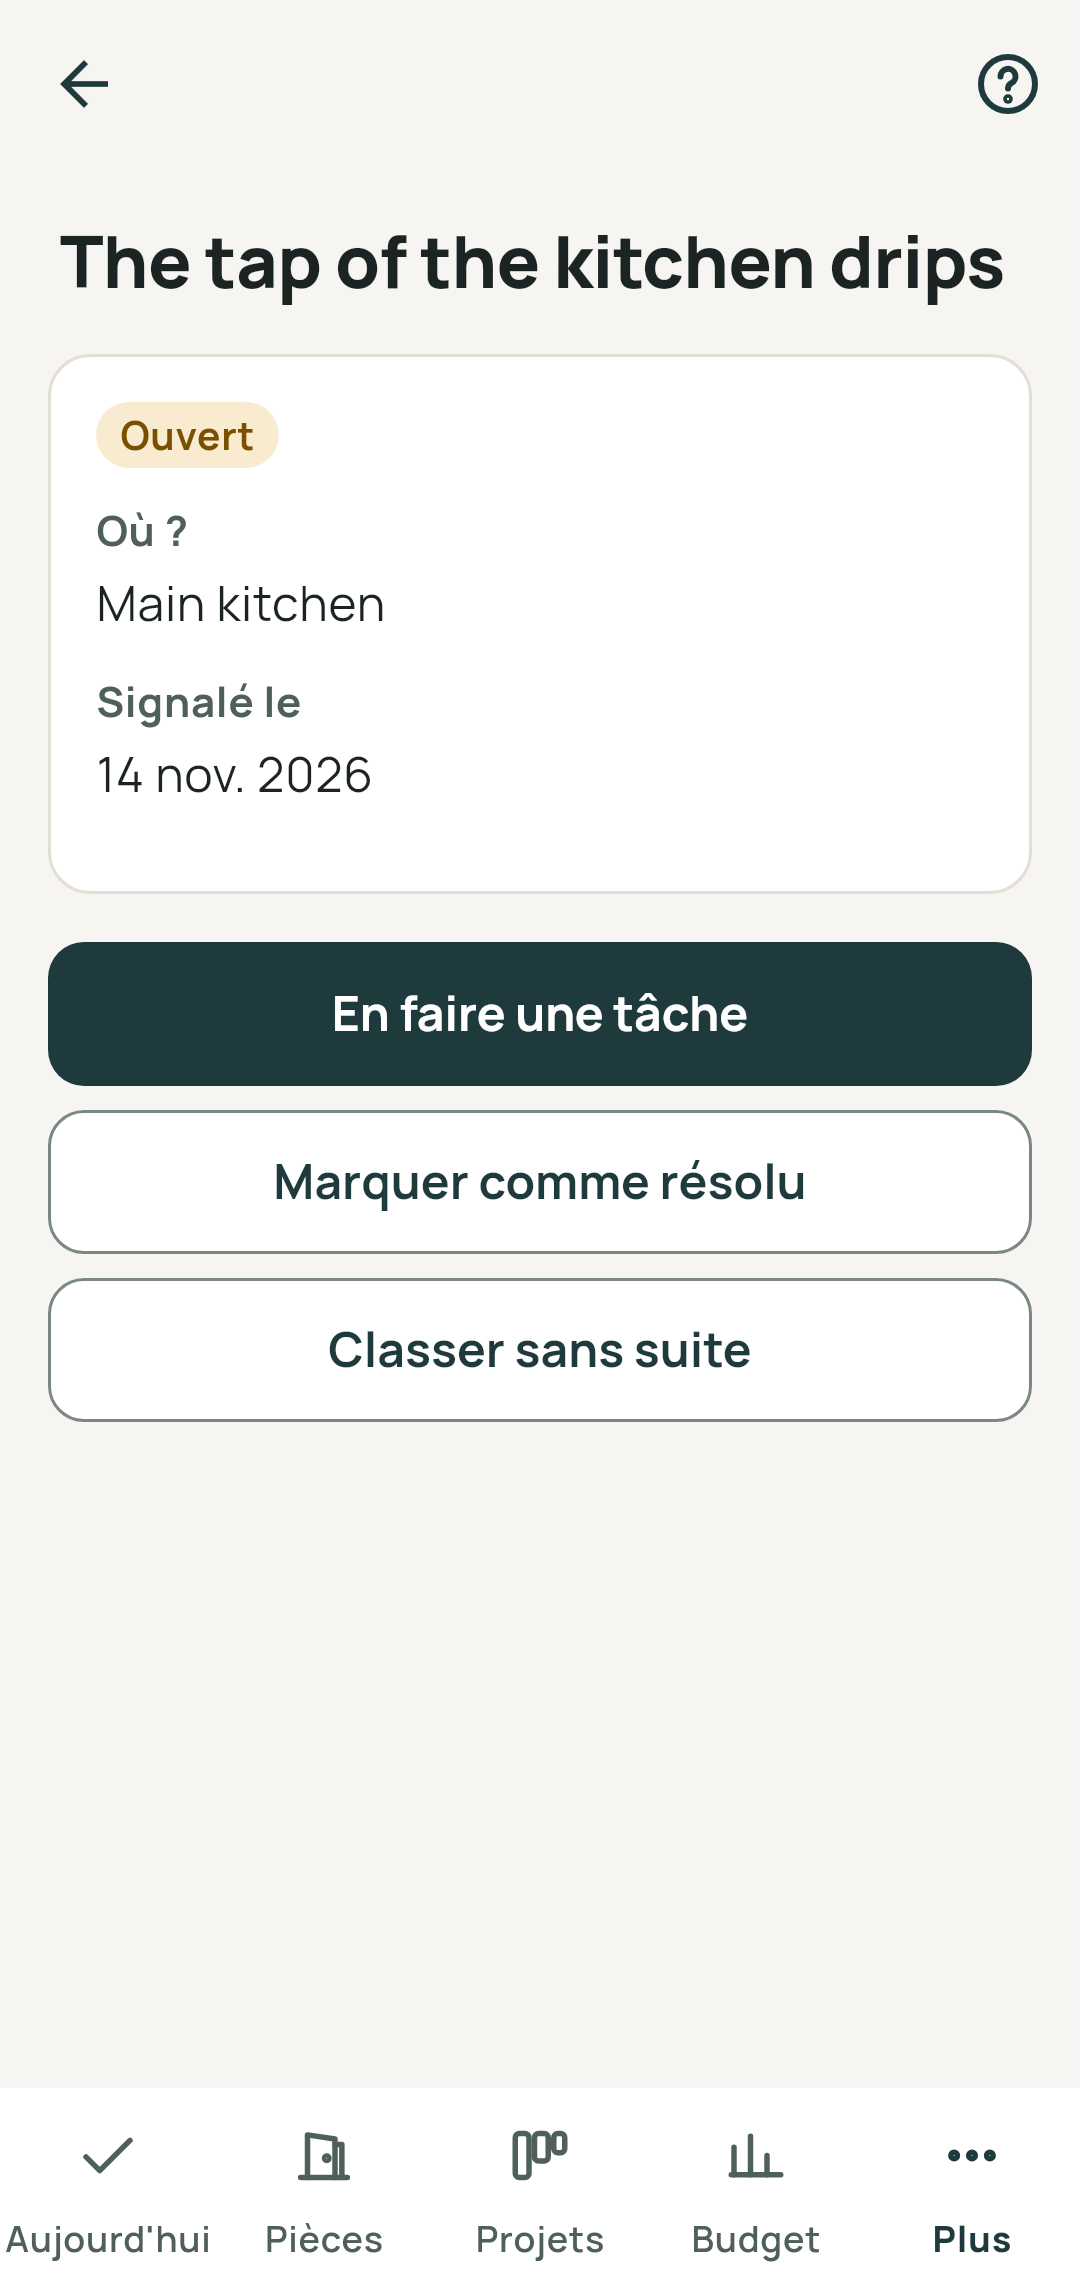 The tap of the kitchen drips
Ouvert
Où ?
Main kitchen
Signalé le
14 nov. 2026
En faire une tâche
Marquer comme résolu
Classer sans suite
Aujourd'hui
Pièces
Projets
Budget
Plus